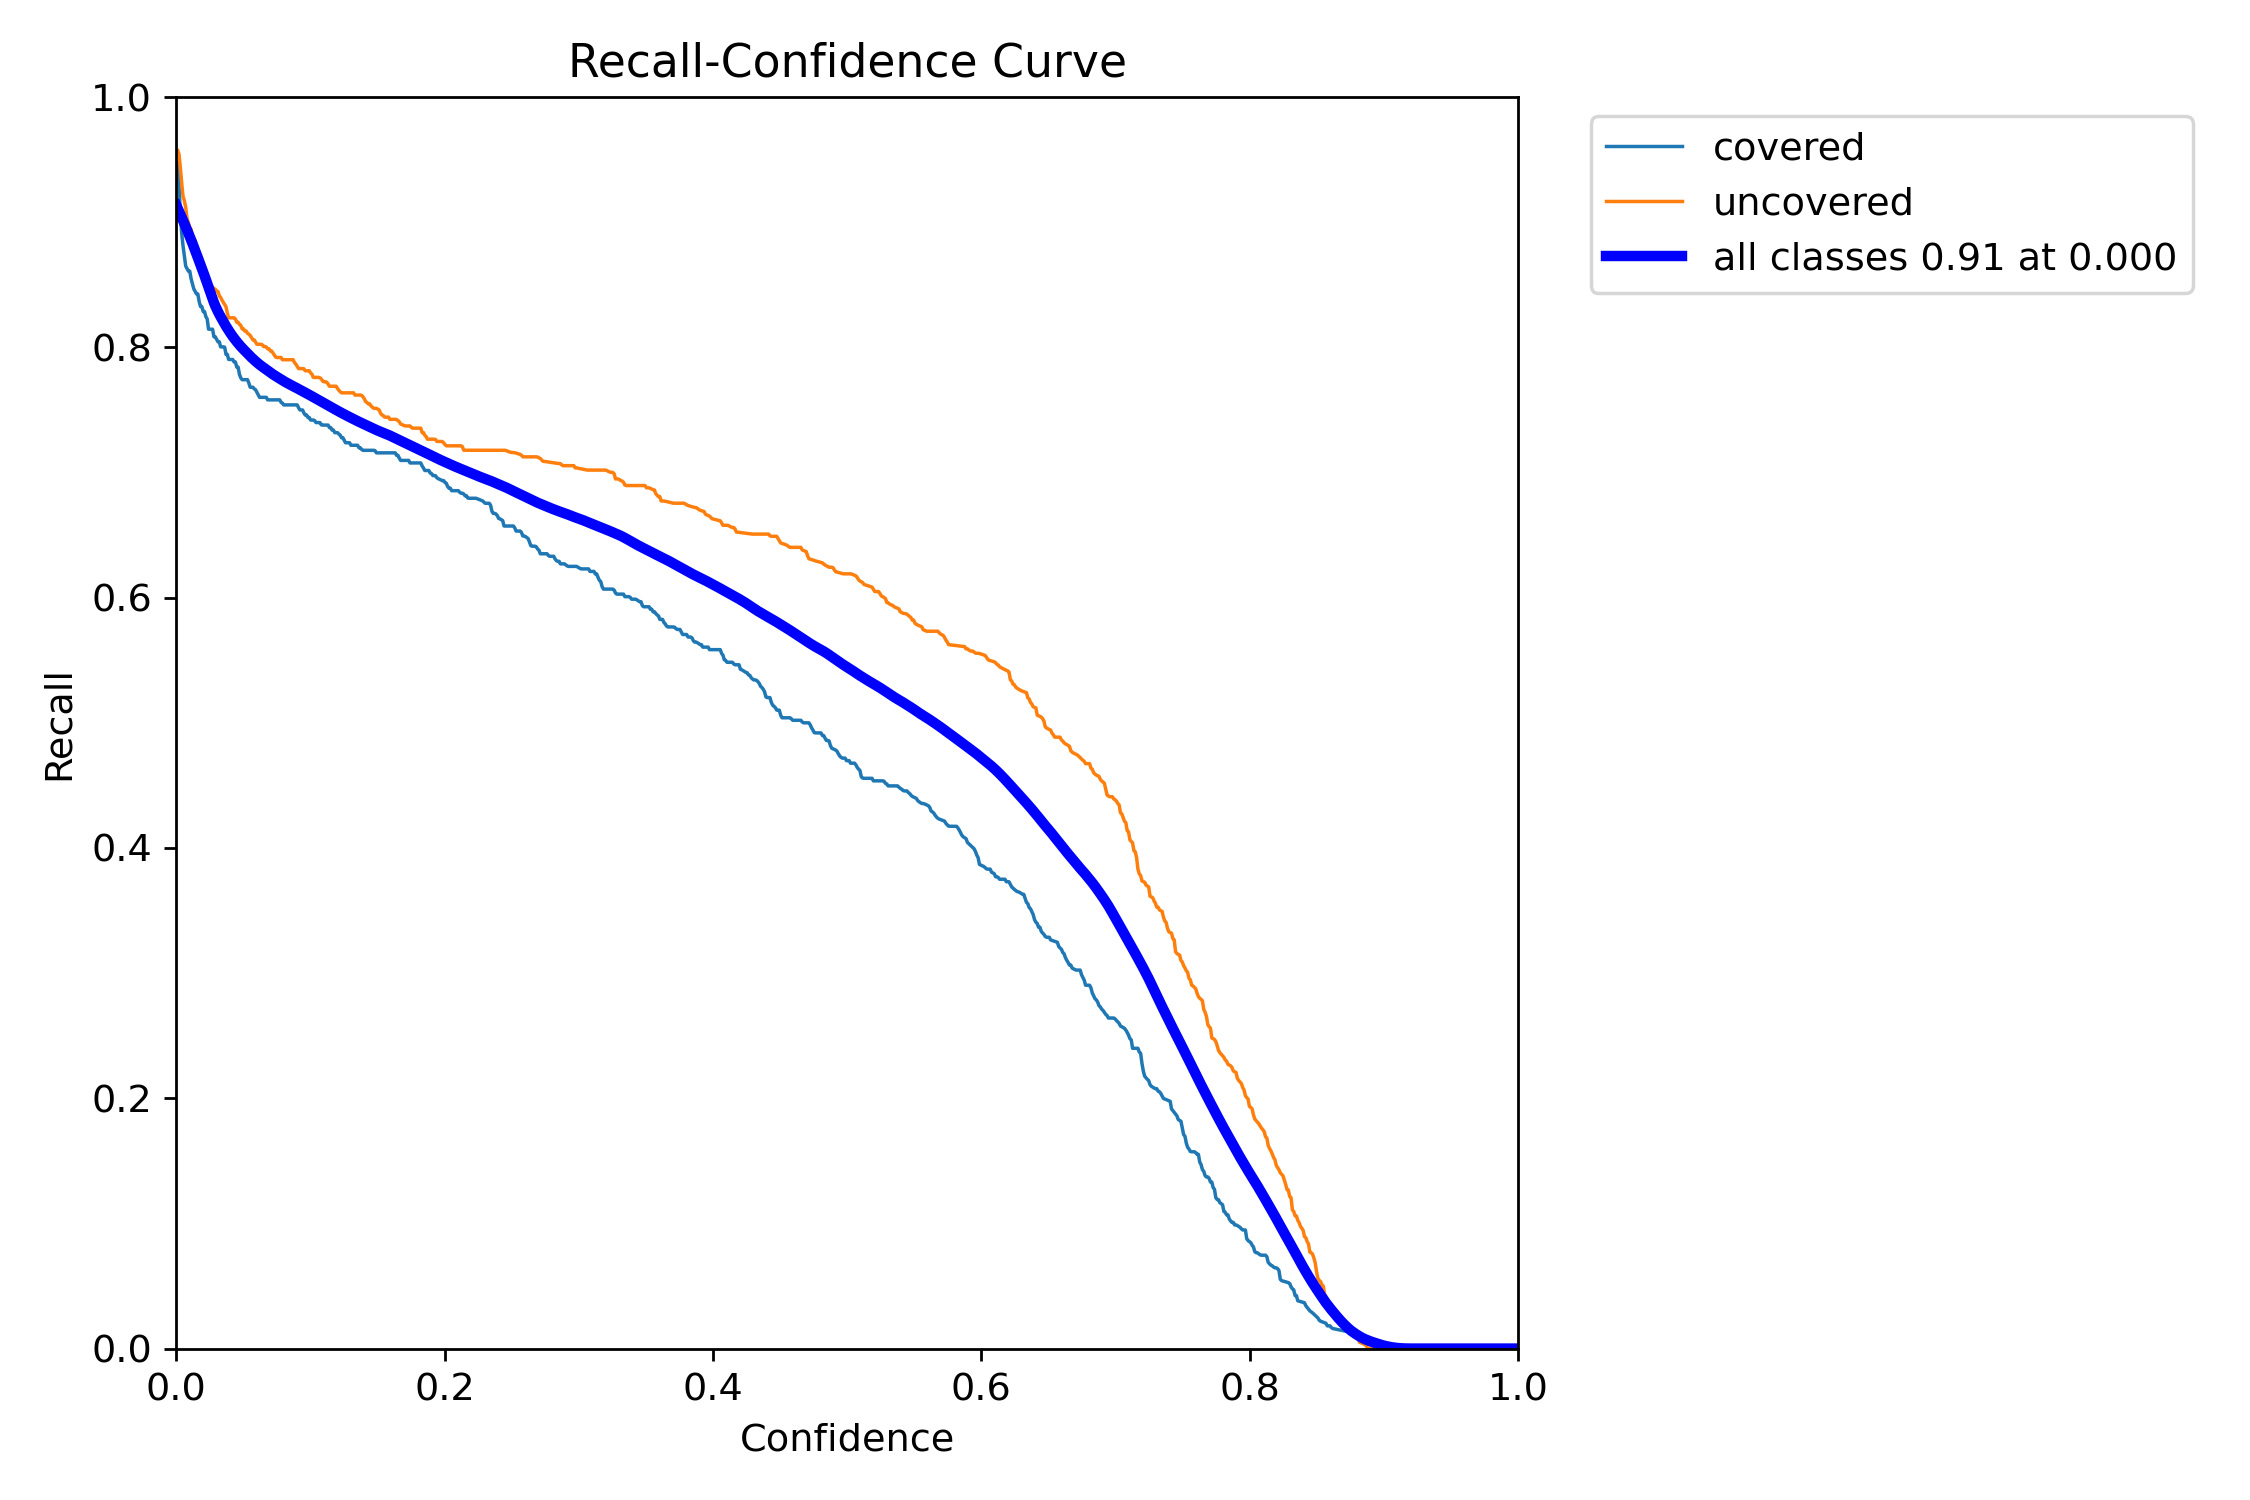 Recall-Confidence Curve
1.0
0.8
0.6
0.4
0.2
0.0
Recall
0.0 0.2 0.4 0.6 0.8 1.0
Confidence
covered
uncovered
all classes 0.91 at 0.000